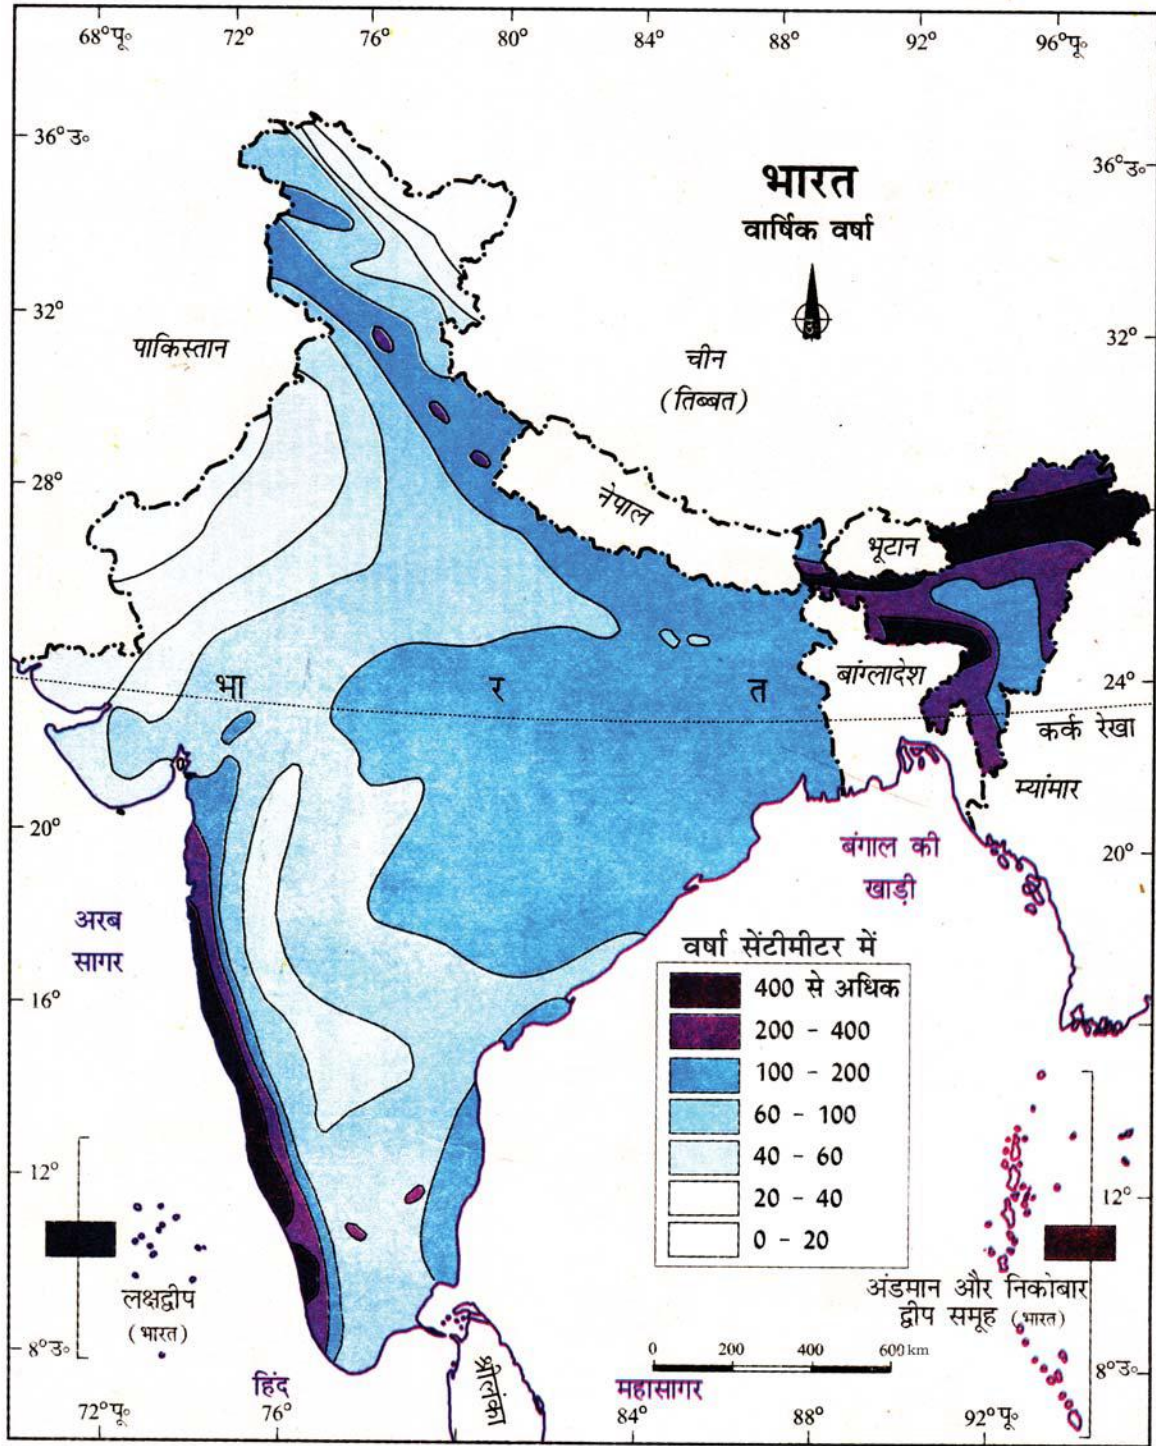 68°पू॰ 72° 76° 80° 84° 88° 92° 96°पू॰
36°उ॰
36°उ॰
भारत
वार्षिक वर्षा
32°
32°
पाकिस्तान
चीन
(तिब्बत)
28°
नेपाल
भूटान
भा र त
बांग्लादेश
24°
कर्क रेखा
म्यांमार
20°
20°
बंगाल की
खाड़ी
अरब
सागर
वर्षा सेंटीमीटर में
400 से अधिक
200 - 400
100 - 200
60 - 100
40 - 60
20 - 40
0 - 20
16°
12°
12°
लक्षद्वीप
(भारत)
अंडमान और निकोबार
द्वीप समूह (भारत)
0 200 400 600 km
8°उ॰
8°उ॰
हिंद
महासागर
श्रीलंका
72°पू॰ 76° 84° 88° 92°पू॰